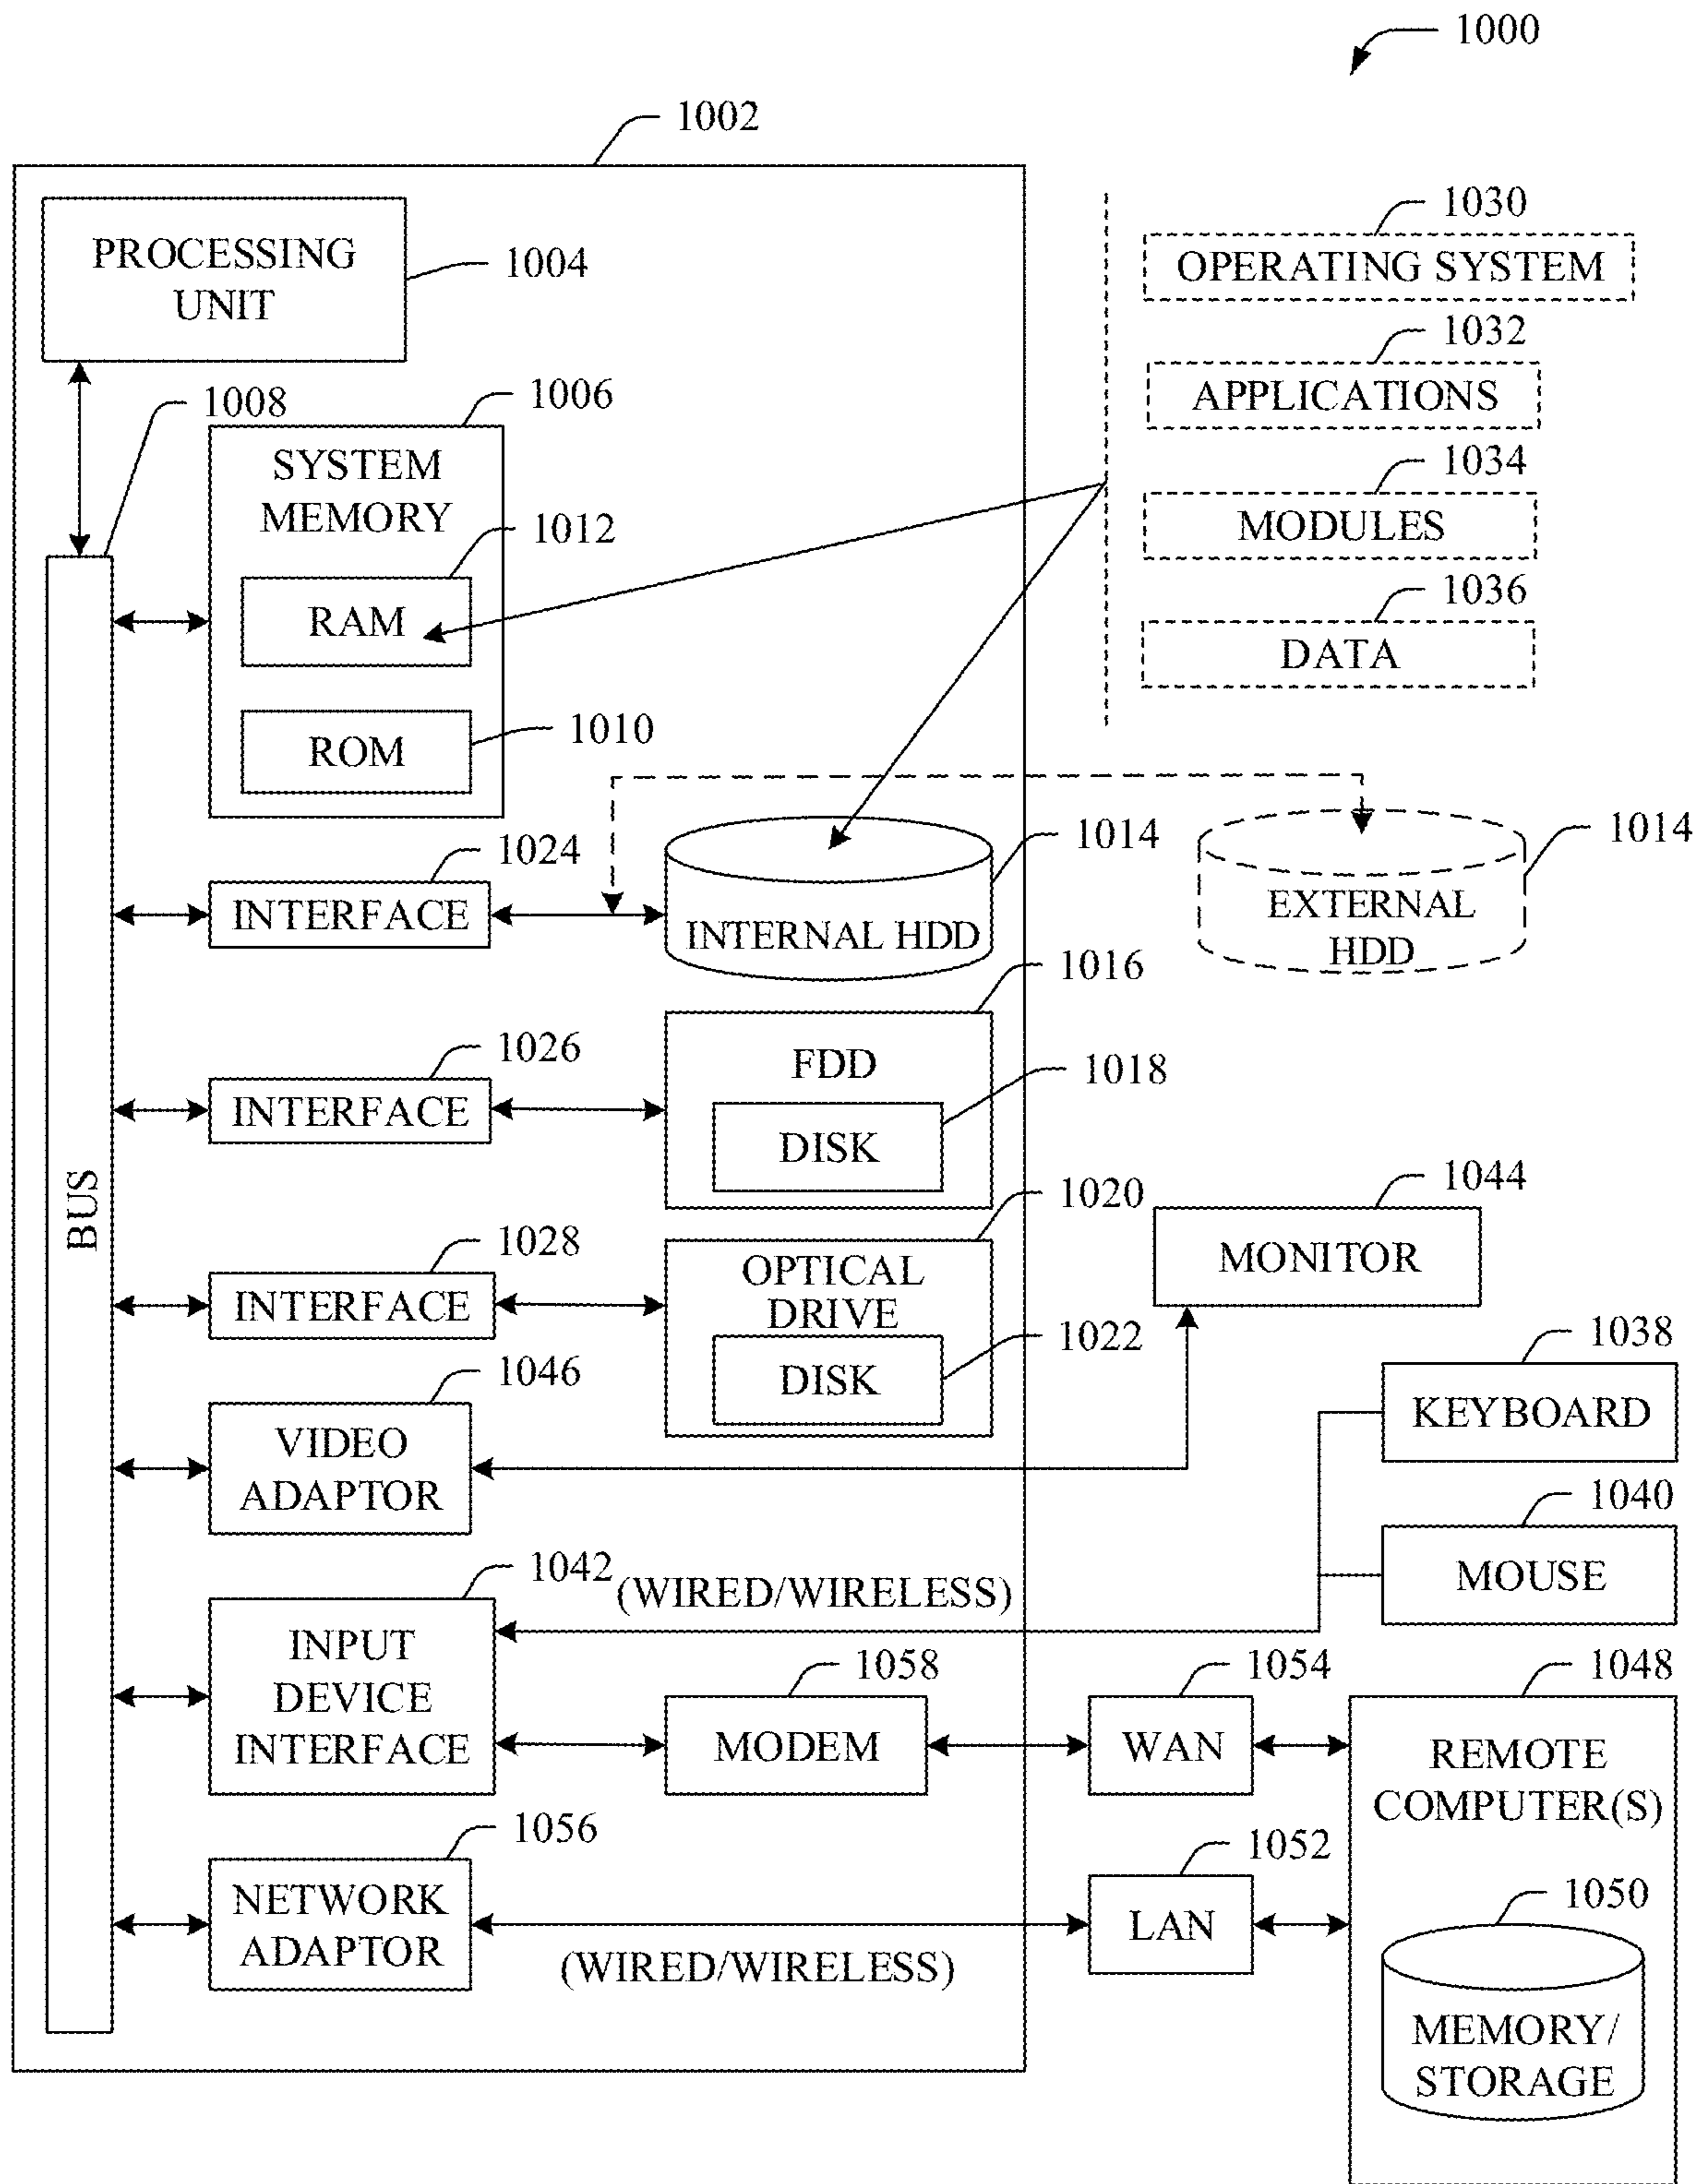 1000
1002
PROCESSING
UNIT
1004
1030
OPERATING SYSTEM
1032
APPLICATIONS
1034
MODULES
1036
DATA
1008
1006
SYSTEM
MEMORY
1012
RAM
1010
ROM
BUS
1024
INTERFACE
1014
INTERNAL HDD
1014
EXTERNAL
HDD
1016
FDD
1018
DISK
1026
INTERFACE
1020
OPTICAL
DRIVE
1022
DISK
1028
INTERFACE
1044
MONITOR
1046
VIDEO
ADAPTOR
1038
KEYBOARD
1040
MOUSE
1042
(WIRED/WIRELESS)
INPUT
DEVICE
INTERFACE
1058
MODEM
1054
WAN
1048
REMOTE
COMPUTER(S)
1056
NETWORK
ADAPTOR
(WIRED/WIRELESS)
1052
LAN
1050
MEMORY/
STORAGE